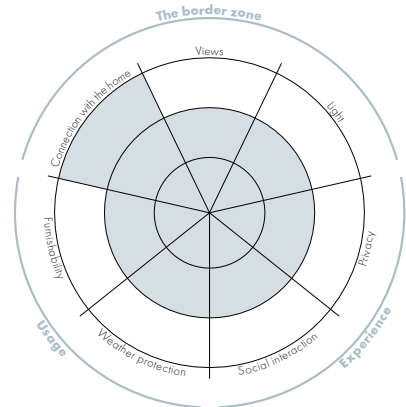 The border zone
Views
Connection with the home
Light
Furnishability
Privacy
Usage
Weather protection
Social interaction
Experience